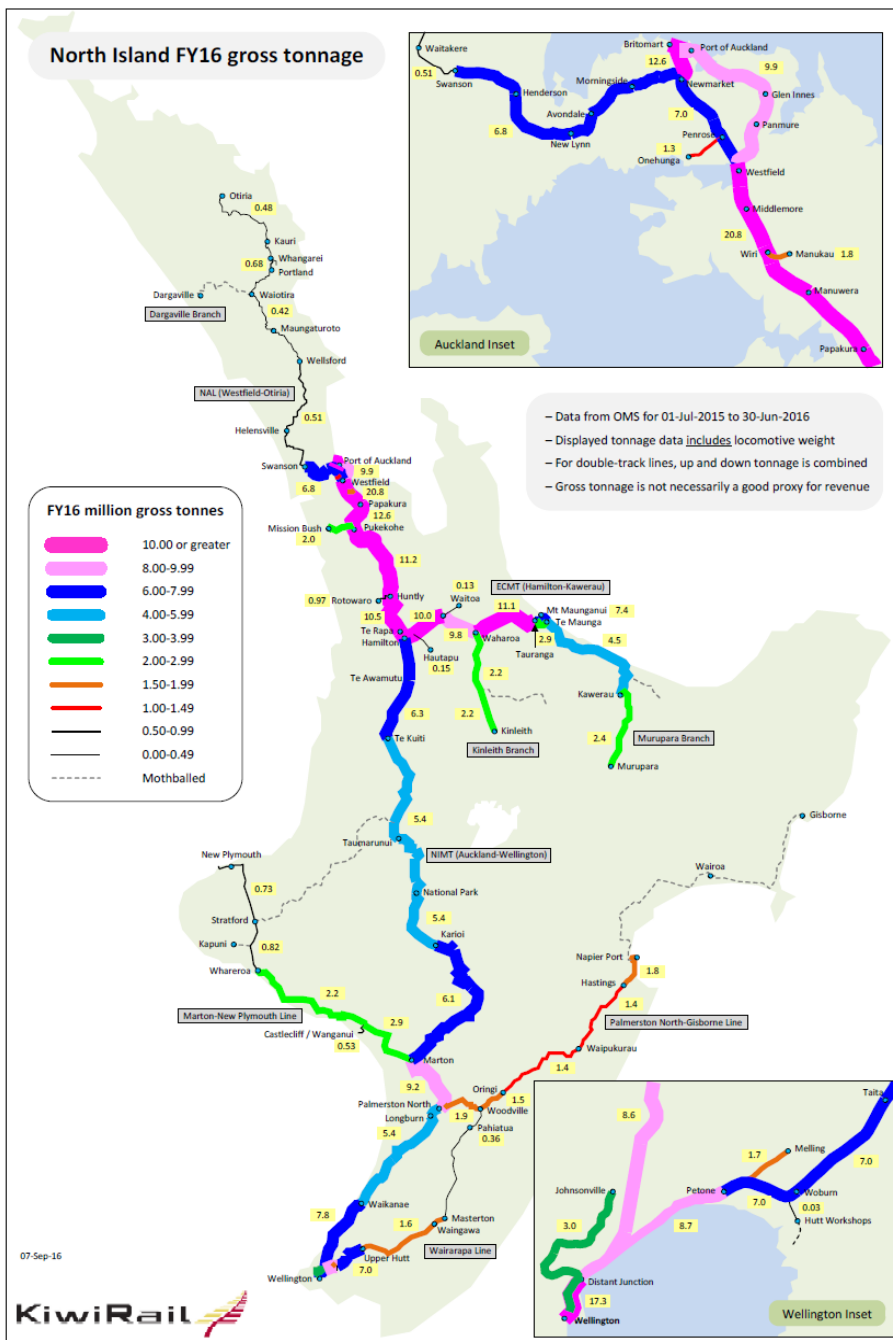 North Island FY16 gross tonnage
Waitakere
0.51
Swanson
Henderson
6.8
New Lynn
Avondale
Morningside
Britomart
12.6
Port of Auckland
9.9
Newmarket
Glen Innes
7.0
Panmure
Penrose
1.3
Onehunga
Westfield
Middlemore
20.8
Wiri
Manukau
1.8
Manuwera
Papakura
Auckland Inset
Otiria
0.48
Kauri
Whangarei
0.68
Portland
Dargaville
Waiotira
Dargaville Branch
0.42
Maungaturoto
Wellsford
NAL (Westfield-Otiria)
0.51
Helensville
Swanson
Port of Auckland
9.9
Westfield
6.8
20.8
Papakura
12.6
Mission Bush
Pukekohe
2.0
– Data from OMS for 01-Jul-2015 to 30-Jun-2016
– Displayed tonnage data includes locomotive weight
– For double-track lines, up and down tonnage is combined
– Gross tonnage is not necessarily a good proxy for revenue
FY16 million gross tonnes
10.00 or greater
8.00-9.99
6.00-7.99
4.00-5.99
3.00-3.99
2.00-2.99
1.50-1.99
1.00-1.49
0.50-0.99
0.00-0.49
Mothballed
11.2
0.97
Rotowaro
Huntly
0.13
Waitoa
ECMT (Hamilton-Kawerau)
10.5
10.0
11.1
Mt Maunganui
7.4
Te Maunga
Te Rapa
Hamilton
9.8
Waharoa
2.9
4.5
Tauranga
Hautapu
0.15
Te Awamutu
2.2
Kawerau
6.3
2.2
Kinleith
2.4
Te Kuiti
Kinleith Branch
Murupara Branch
Murupara
Gisborne
5.4
Taumarunui
NIMT (Auckland-Wellington)
New Plymouth
Wairoa
0.73
National Park
Stratford
5.4
Karioi
Kapuni
0.82
Whareroa
Napier Port
1.8
Hastings
2.2
6.1
1.4
Marton-New Plymouth Line
2.9
Palmerston North-Gisborne Line
Castlecliff / Wanganui
0.53
Waipukurau
Marton
1.4
9.2
Oringi
1.5
Palmerston North
Longburn
1.9
Woodville
Pahiatua
0.36
5.4
Waikanae
7.8
1.6
Masterton
Waingawa
Wairarapa Line
Upper Hutt
7.0
Wellington
07-Sep-16
KiwiRail
Taita
8.6
1.7
Melling
7.0
Johnsonville
Petone
7.0
Woburn
0.03
Hutt Workshops
3.0
8.7
Distant Junction
17.3
Wellington
Wellington Inset